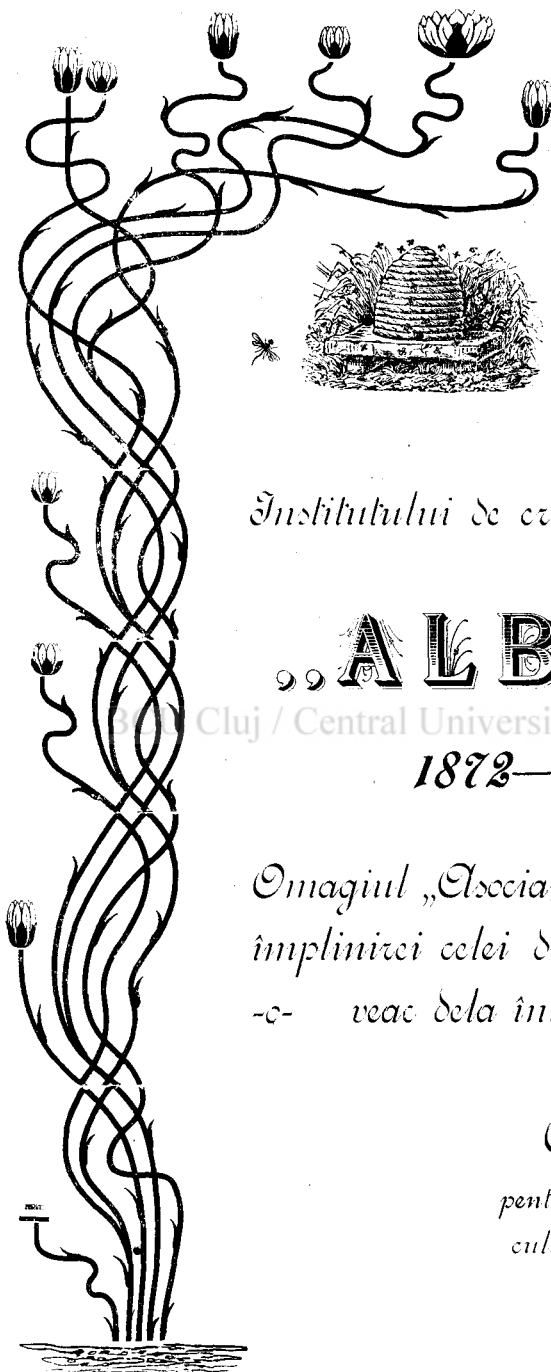 Institutului de cr
„ALB
BCU Cluj / Central Universi
1872—
Omagiul „Asocia
împlinirei celei d
-c- veac dela în
pent
cul